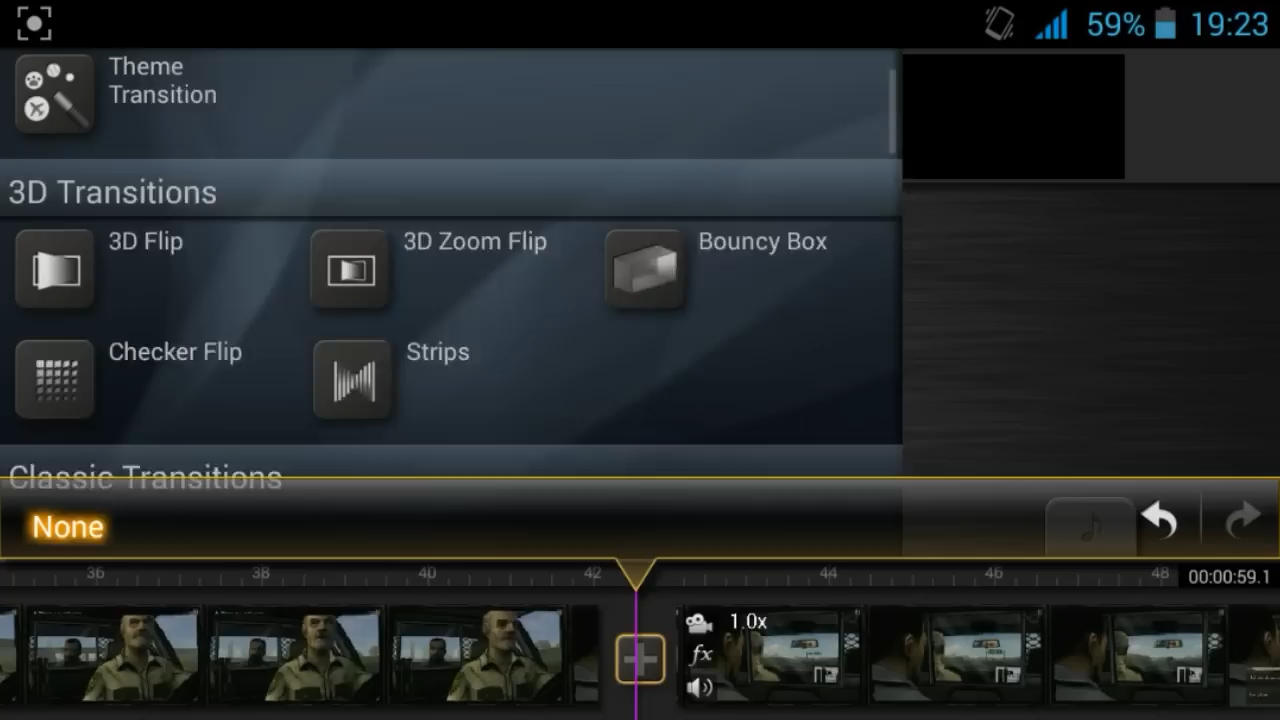 59% 19:23
Theme
Transition
3D Transitions
3D Flip
3D Zoom Flip
Bouncy Box
Checker Flip
Strips
Classic Transitions
None
36 38 40 42 44 46 48 00:00:59.1
1.0x
fx